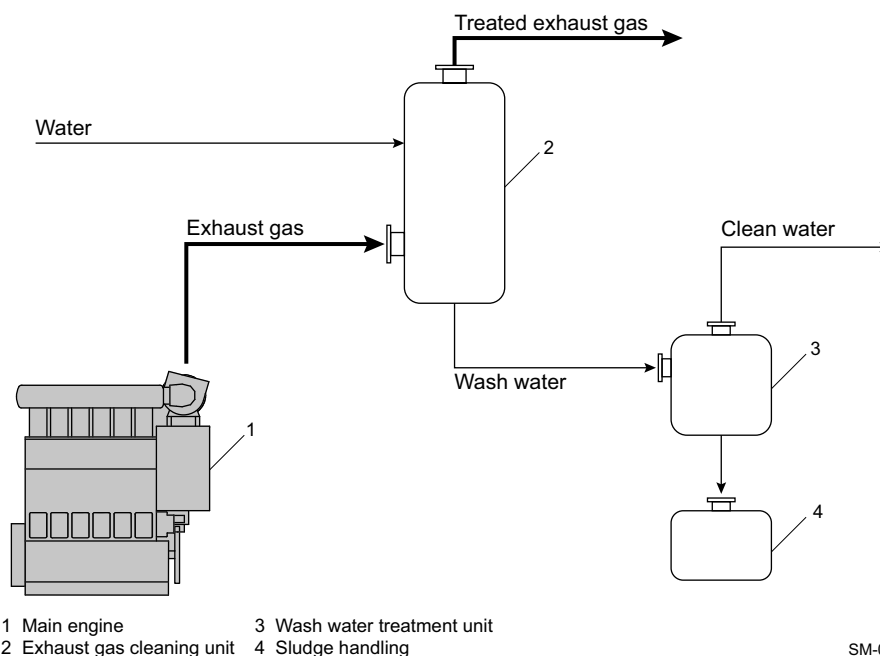 Treated exhaust gas
Water
2
Exhaust gas
Clean water
3
Wash water
1
4
1 Main engine
3 Wash water treatment unit
2 Exhaust gas cleaning unit
4 Sludge handling